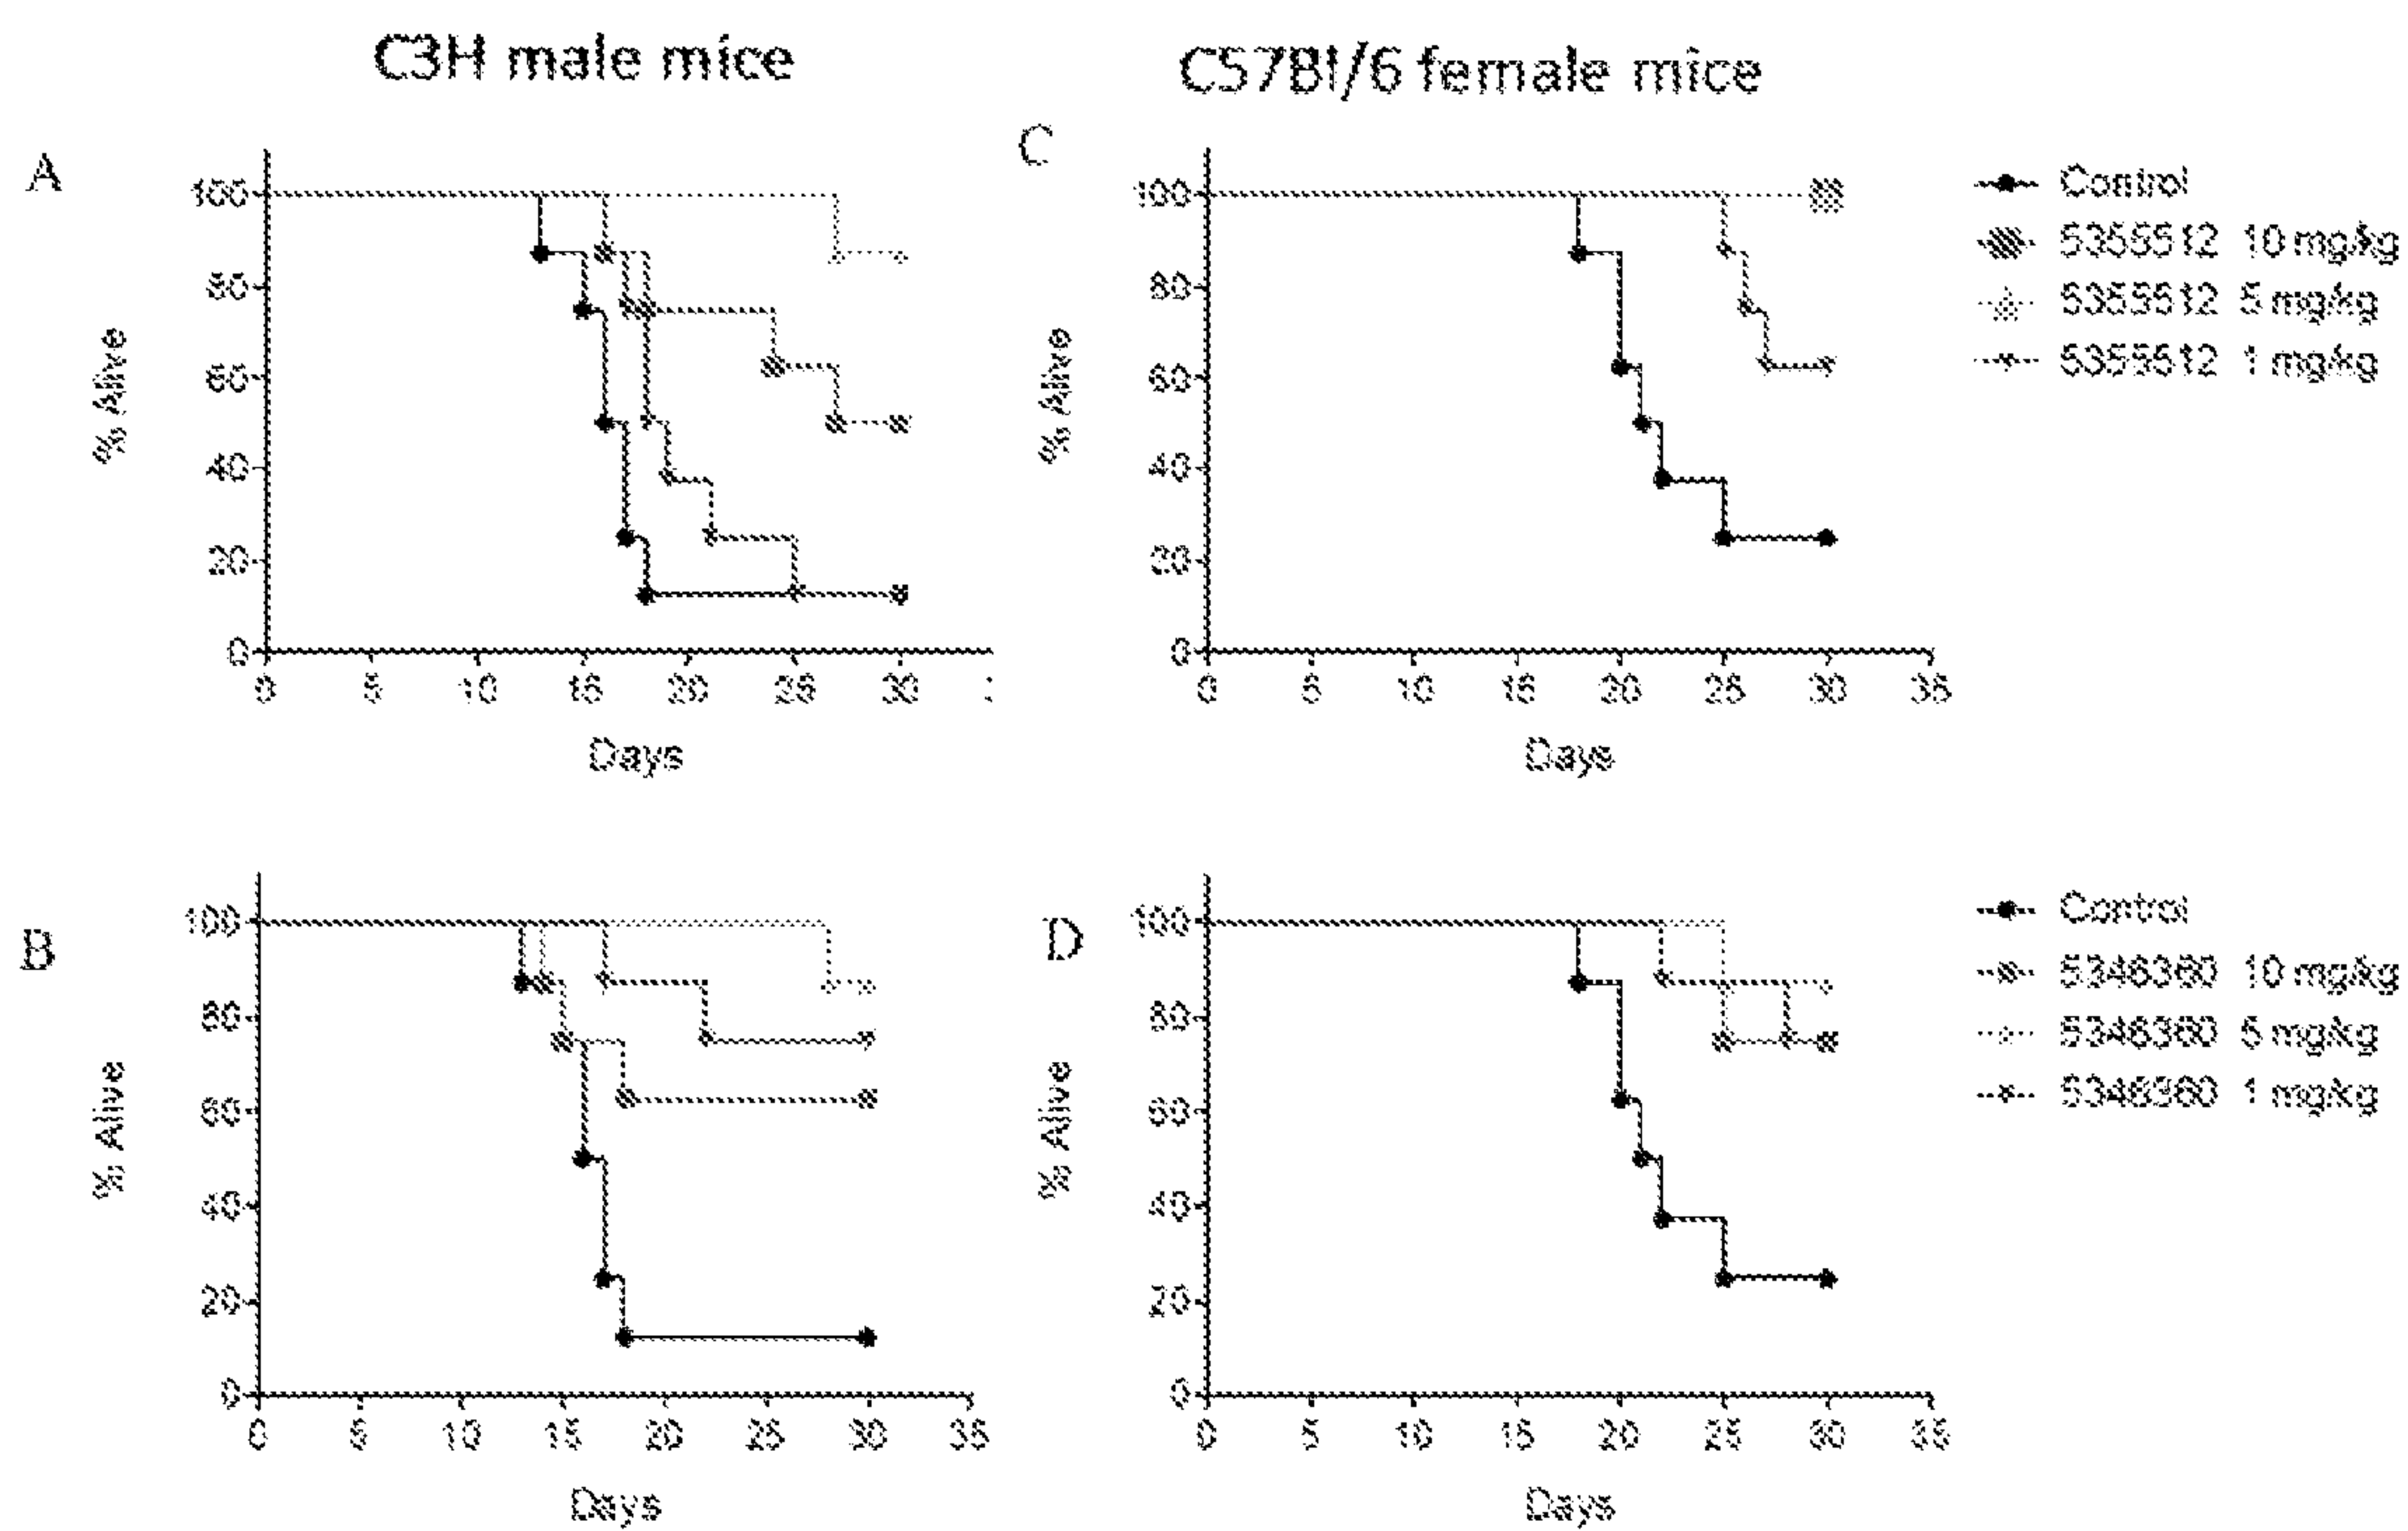 C3H male mice
C57Bl/6 female mice
A
% Alive
100
80
60
40
20
0
0 5 10 15 20 25 30
Days
C
% Alive
100
80
60
40
20
0
0 5 10 15 20 25 30 35
Days
Control
5355512 10 mg/kg
5355512 5 mg/kg
5355512 1 mg/kg
B
% Alive
100
80
60
40
20
0
0 5 10 15 20 25 30 35
Days
D
% Alive
100
80
60
40
20
0
0 5 10 15 20 25 30 35
Days
Control
5346360 10 mg/kg
5346360 5 mg/kg
5346360 1 mg/kg